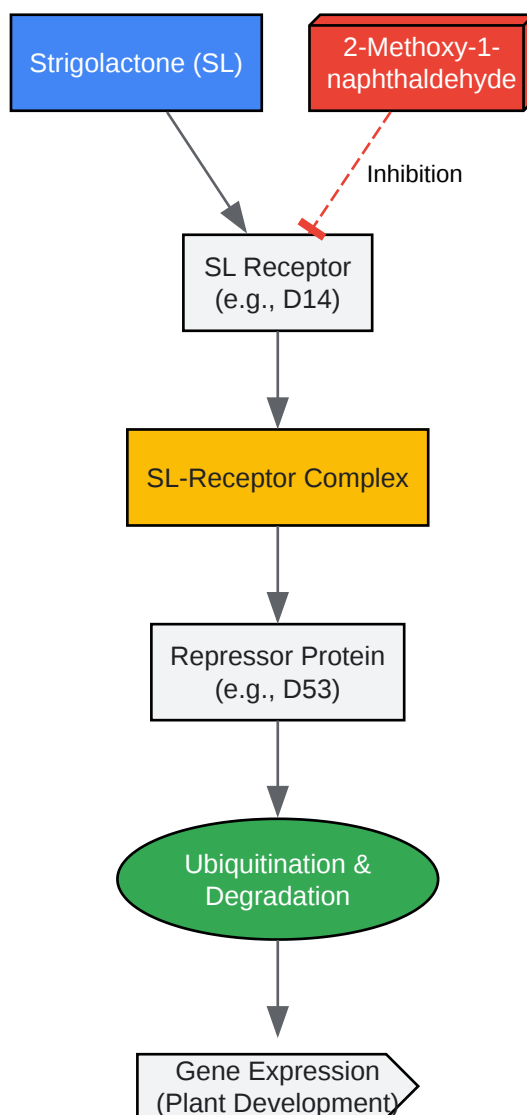 Strigolactone (SL)
2-Methoxy-1-
naphthaldehyde
Inhibition
SL Receptor
(e.g., D14)
SL-Receptor Complex
Repressor Protein
(e.g., D53)
Ubiquitination &
Degradation
Gene Expression
(Plant Development)